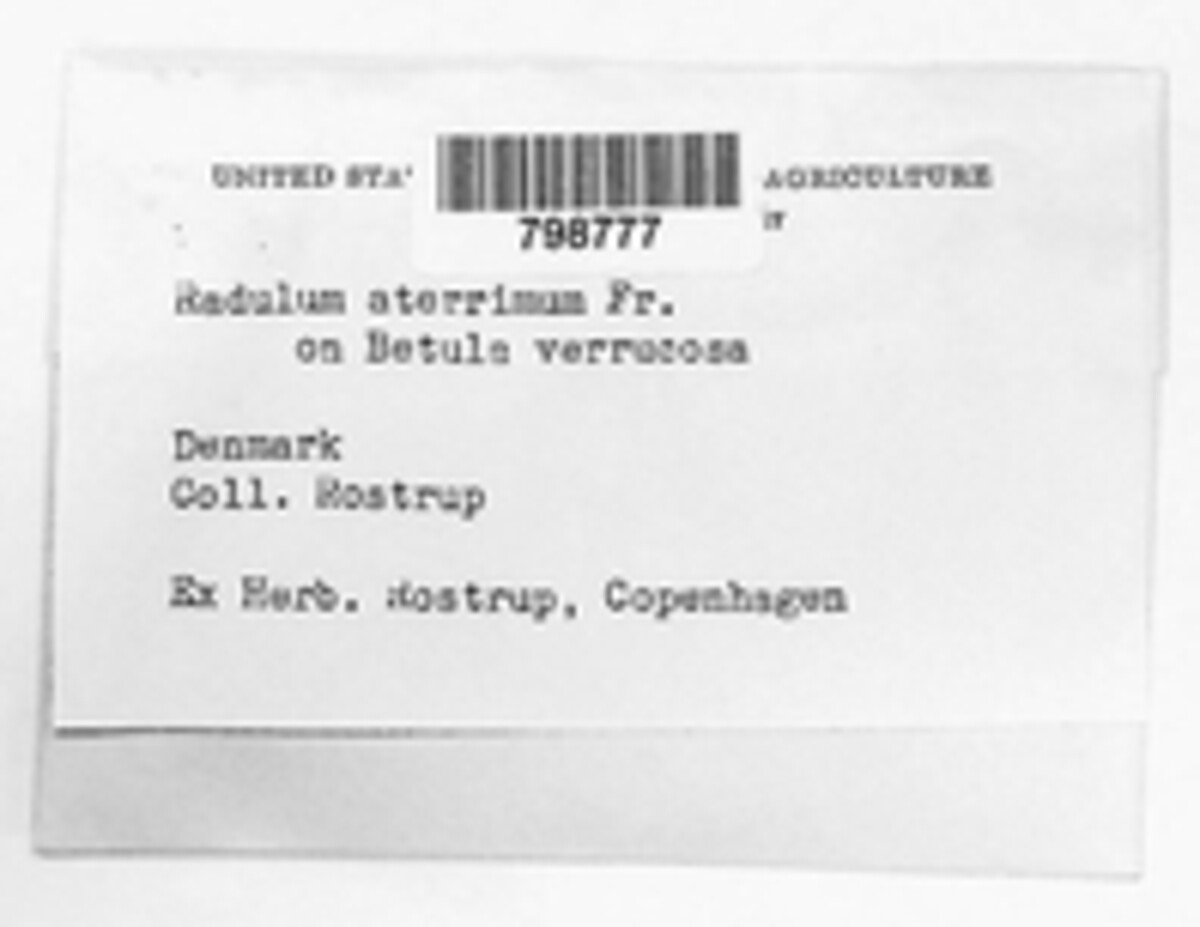 UNITED STA AGRICULTURE
798777
Radulum aterrimum Fr.
on Betula verrucosa
Denmark
Coll. Rostrup
Ex Herb. Rostrup, Copenhagen